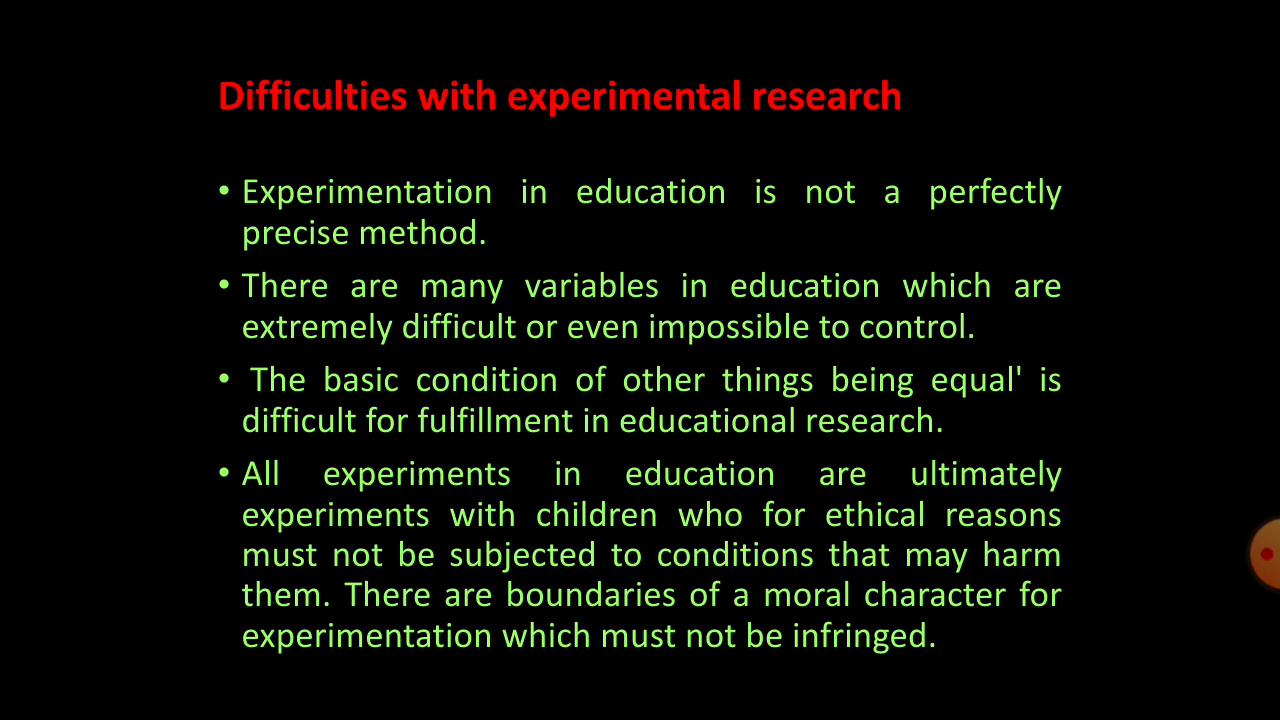 Difficulties with experimental research
• Experimentation in education is not a perfectly
precise method.
• There are many variables in education which are
extremely difficult or even impossible to control.
• The basic condition of other things being equal' is
difficult for fulfillment in educational research.
• All experiments in education are ultimately
experiments with children who for ethical reasons
must not be subjected to conditions that may harm
them. There are boundaries of a moral character for
experimentation which must not be infringed.